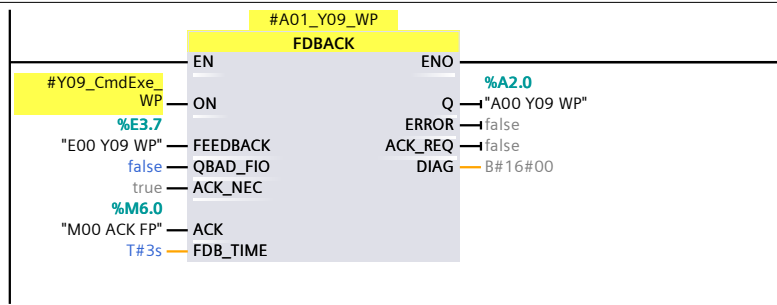 #A01_Y09_WP
FDBACK
EN ENO
#Y09_CmdExe_
WP ON
%A2.0
Q "A00 Y09 WP"
%E3.7
"E00 Y09 WP" FEEDBACK
ERROR false
false QBAD_FIO
ACK_REQ false
true ACK_NEC
DIAG B#16#00
%M6.0
"M00 ACK FP" ACK
T#3s FDB_TIME